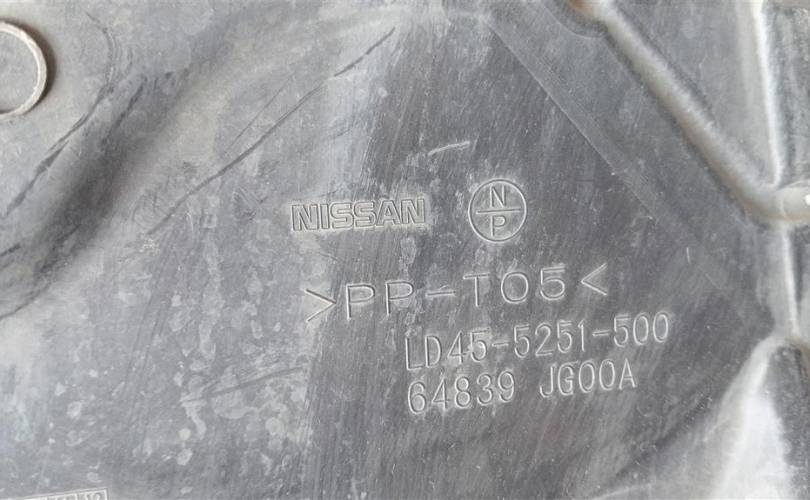 NISSAN
N
P
>PP-T05<
LD45-5251-500
64839 JG00A